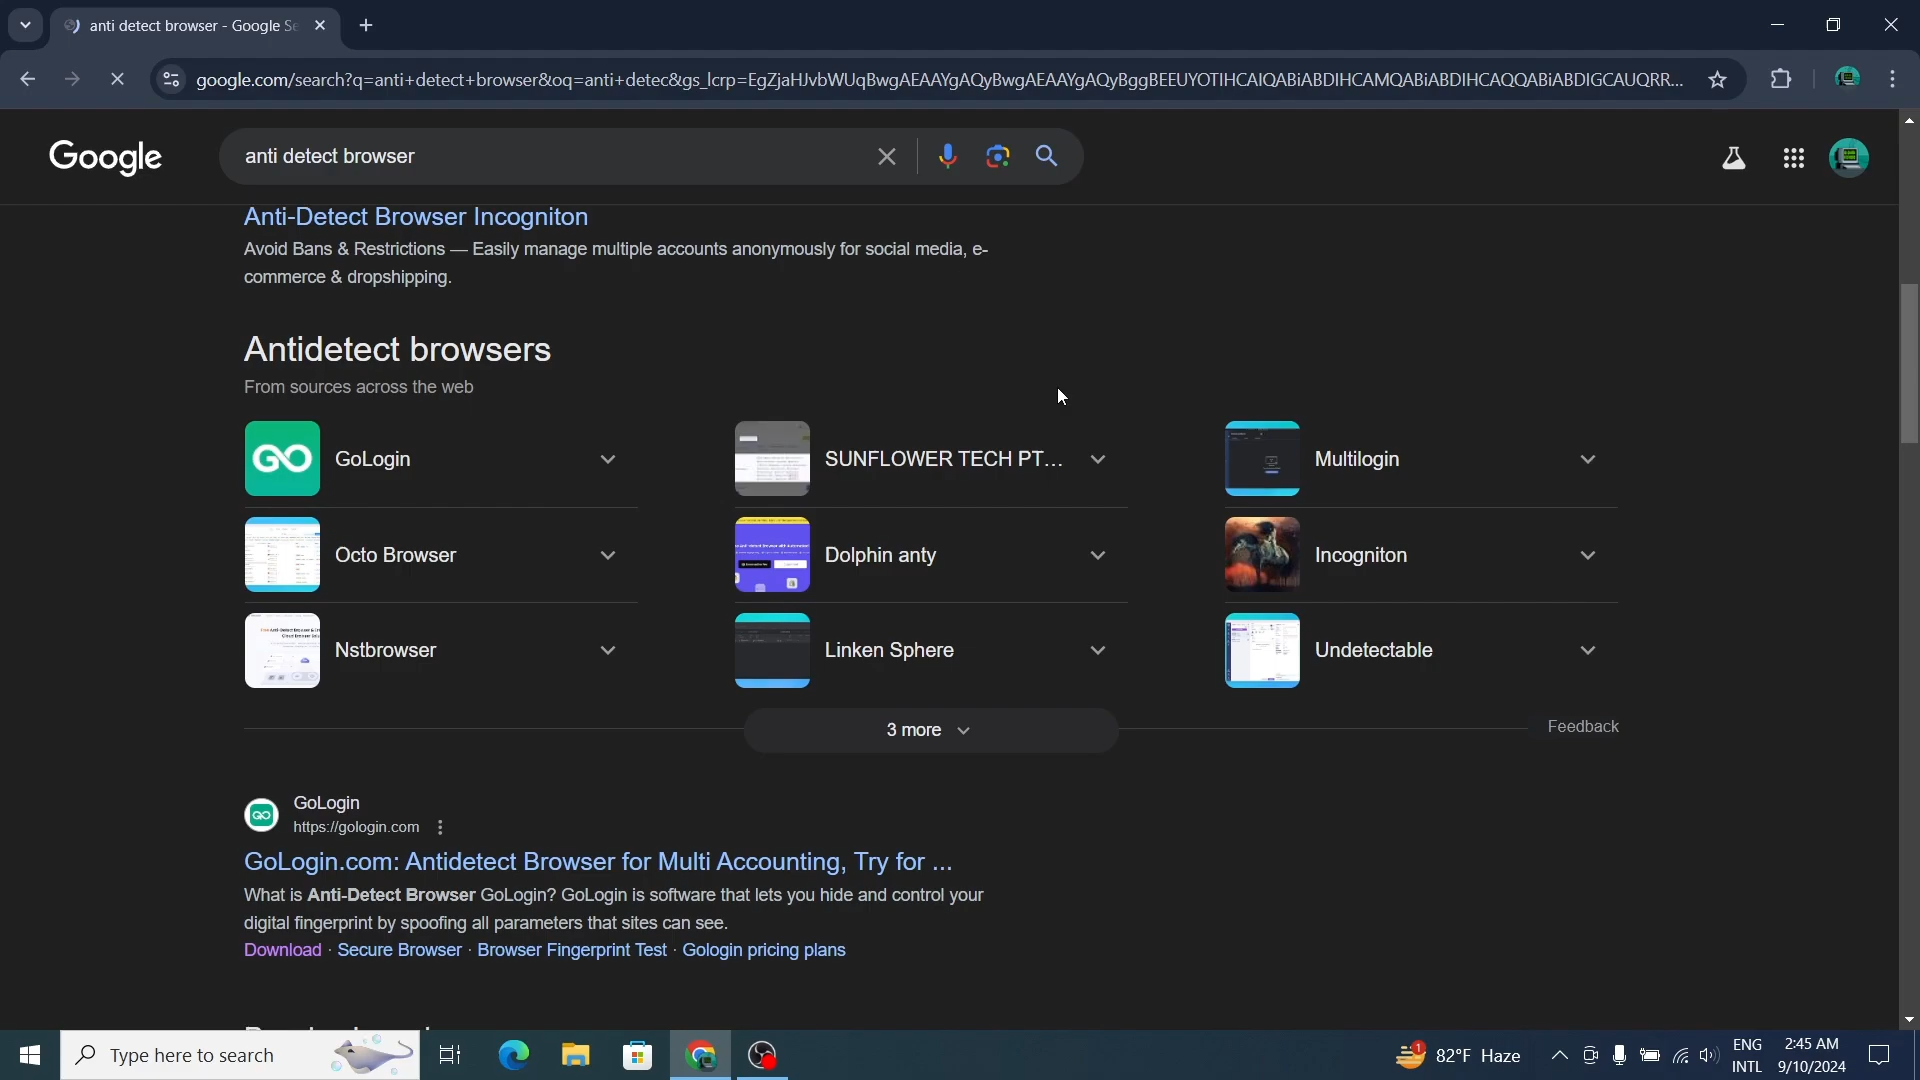 anti detect browser - Google Se
google.com/search?q=anti+detect+browser&oq=anti+detec&gs_lcrp=EgZjaHJvbWUqBwgAEAAYgAQyBwgAEAAYgAQyBggBEEUYOTIHCAIQABiABDIHCAMQABiABDIHCAQQABiABDIGCAUQRR...
Google
anti detect browser
Anti-Detect Browser Incogniton
Avoid Bans & Restrictions — Easily manage multiple accounts anonymously for social media, e-
commerce & dropshipping.
Antidetect browsers
From sources across the web
GoLogin
SUNFLOWER TECH PT...
Multilogin
Octo Browser
Dolphin anty
Incogniton
Nstbrowser
Linken Sphere
Undetectable
3 more
Feedback
GoLogin
https://gologin.com
GoLogin.com: Antidetect Browser for Multi Accounting, Try for ...
What is Anti-Detect Browser GoLogin? GoLogin is software that lets you hide and control your
digital fingerprint by spoofing all parameters that sites can see.
Download · Secure Browser · Browser Fingerprint Test · Gologin pricing plans
Type here to search
1
82°F Haze
ENG
INTL
2:45 AM
9/10/2024